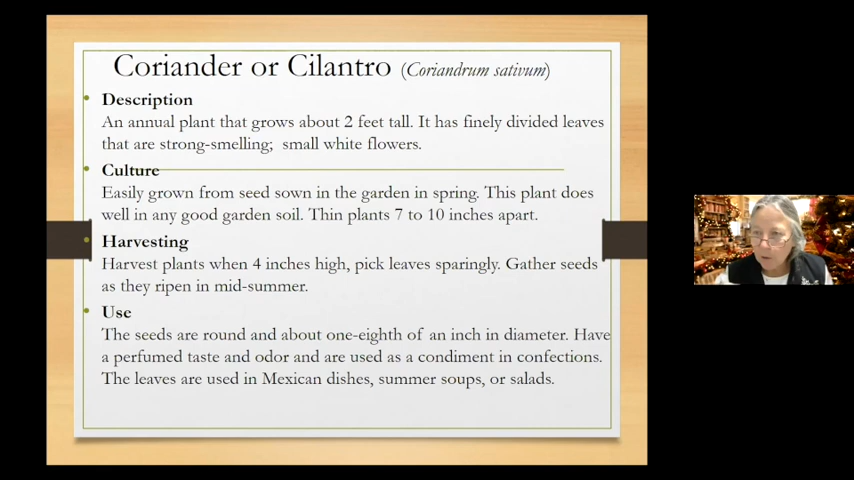 Coriander or Cilantro (Coriandrum sativum)
• Description
An annual plant that grows about 2 feet tall. It has finely divided leaves
that are strong-smelling; small white flowers.
• Culture
Easily grown from seed sown in the garden in spring. This plant does
well in any good garden soil. Thin plants 7 to 10 inches apart.
• Harvesting
Harvest plants when 4 inches high, pick leaves sparingly. Gather seeds
as they ripen in mid-summer.
• Use
The seeds are round and about one-eighth of an inch in diameter. Have
a perfumed taste and odor and are used as a condiment in confections.
The leaves are used in Mexican dishes, summer soups, or salads.